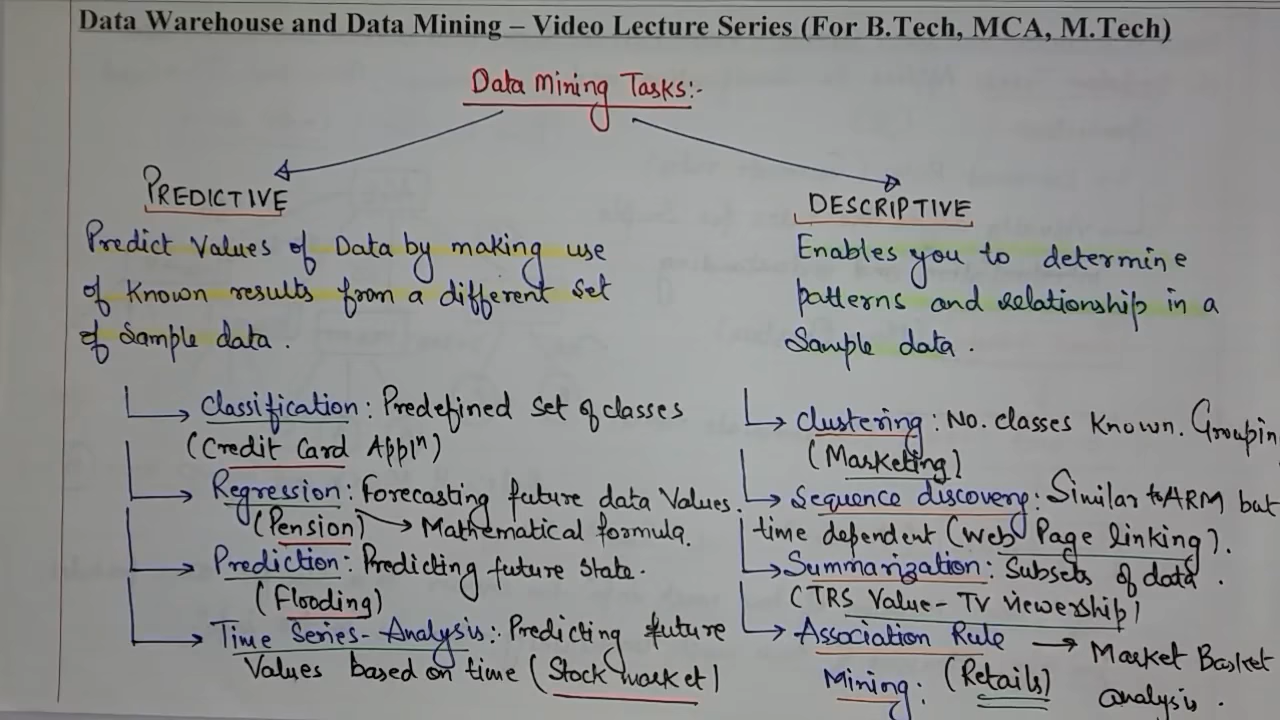 Data Warehouse and Data Mining – Video Lecture Series (For B.Tech, MCA, M.Tech)
Data Mining Tasks:-
PREDICTIVE
Predict Values of Data by making use
of Known results from a different set
of Sample data.
Classification: Predefined set of classes
(Credit Card Applⁿ)
Regression: Forecasting future data Values.
(Pension) → Mathematical formula.
Prediction: Predicting future State.
(Flooding)
Time Series-Analysis:. Predicting future
Values based on time (Stock market)
DESCRIPTIVE
Enables you to determine
patterns and relationship in a
Sample data.
Clustering: No. classes Known. Groupin
(Marketing)
Sequence discovery: Similar to ARM but
time dependent (Web Page linking).
Summarization: Subsets of data.
(TRS Value- TV viewership)
Association Rule → Market Basket
Mining: (Retails) analysis.